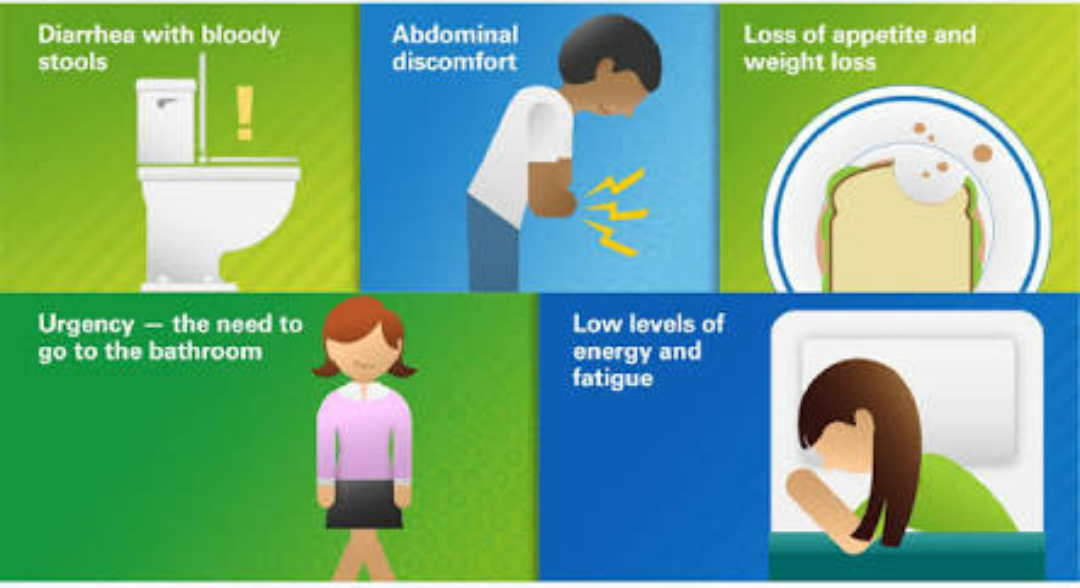 Diarrhea with bloody
stools
Abdominal
discomfort
Loss of appetite and
weight loss
Urgency — the need to
go to the bathroom
Low levels of
energy and
fatigue